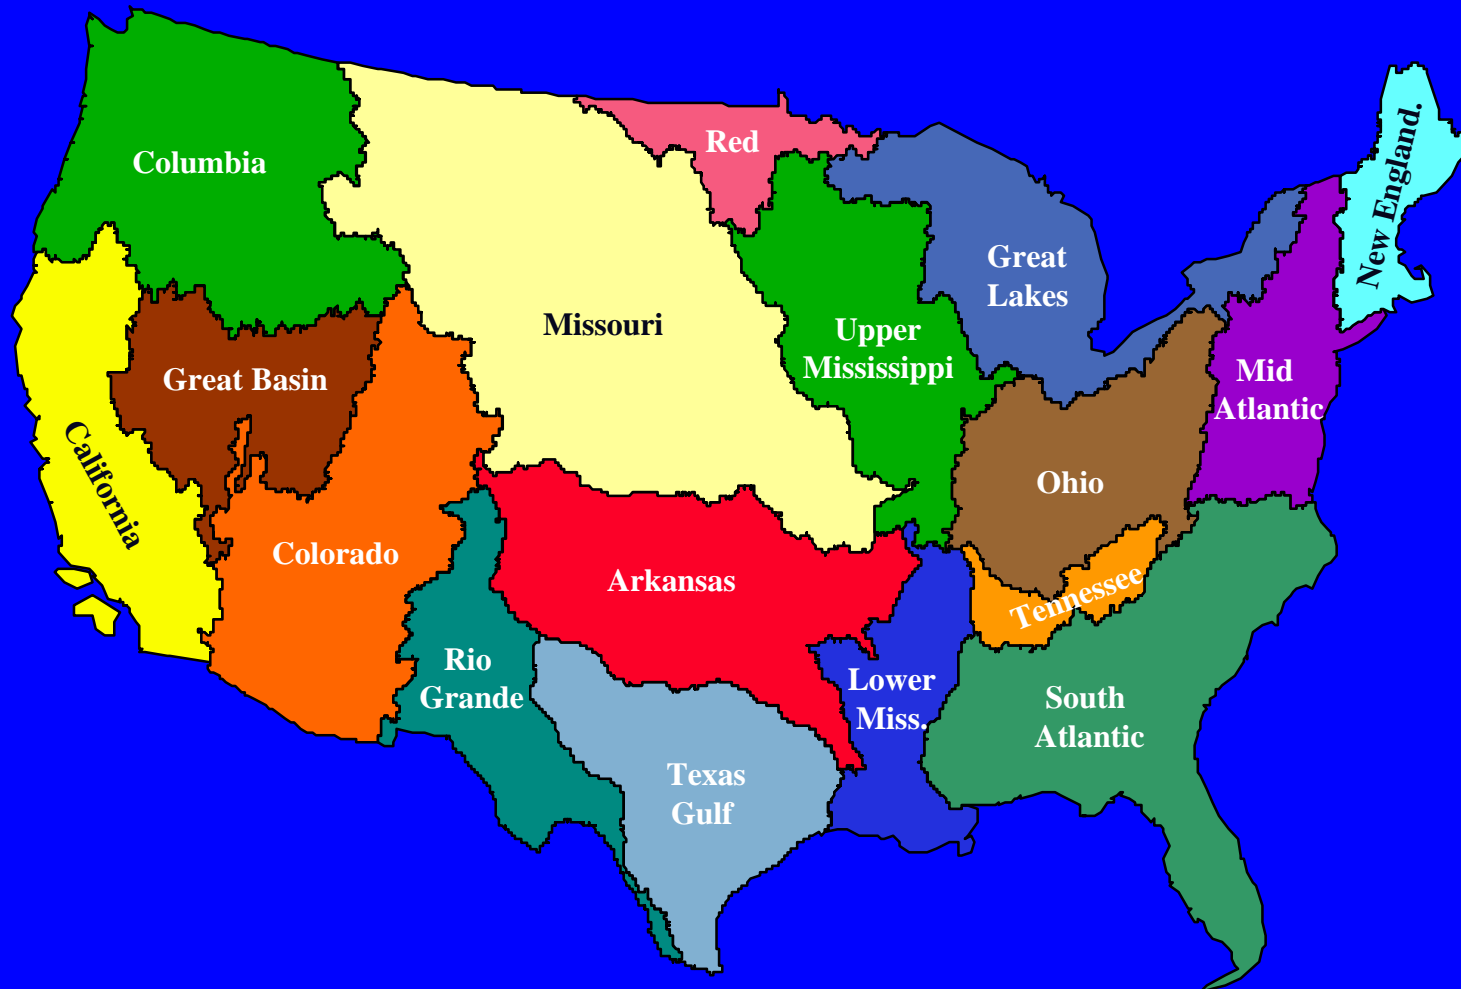 Red
Columbia
New England.
Great
Lakes
Missouri
Upper
Mississippi
Great Basin
Mid
Atlantic
California
Ohio
Colorado
Arkansas
Tennessee
Rio
Grande
Lower
Miss.
South
Atlantic
Texas
Gulf